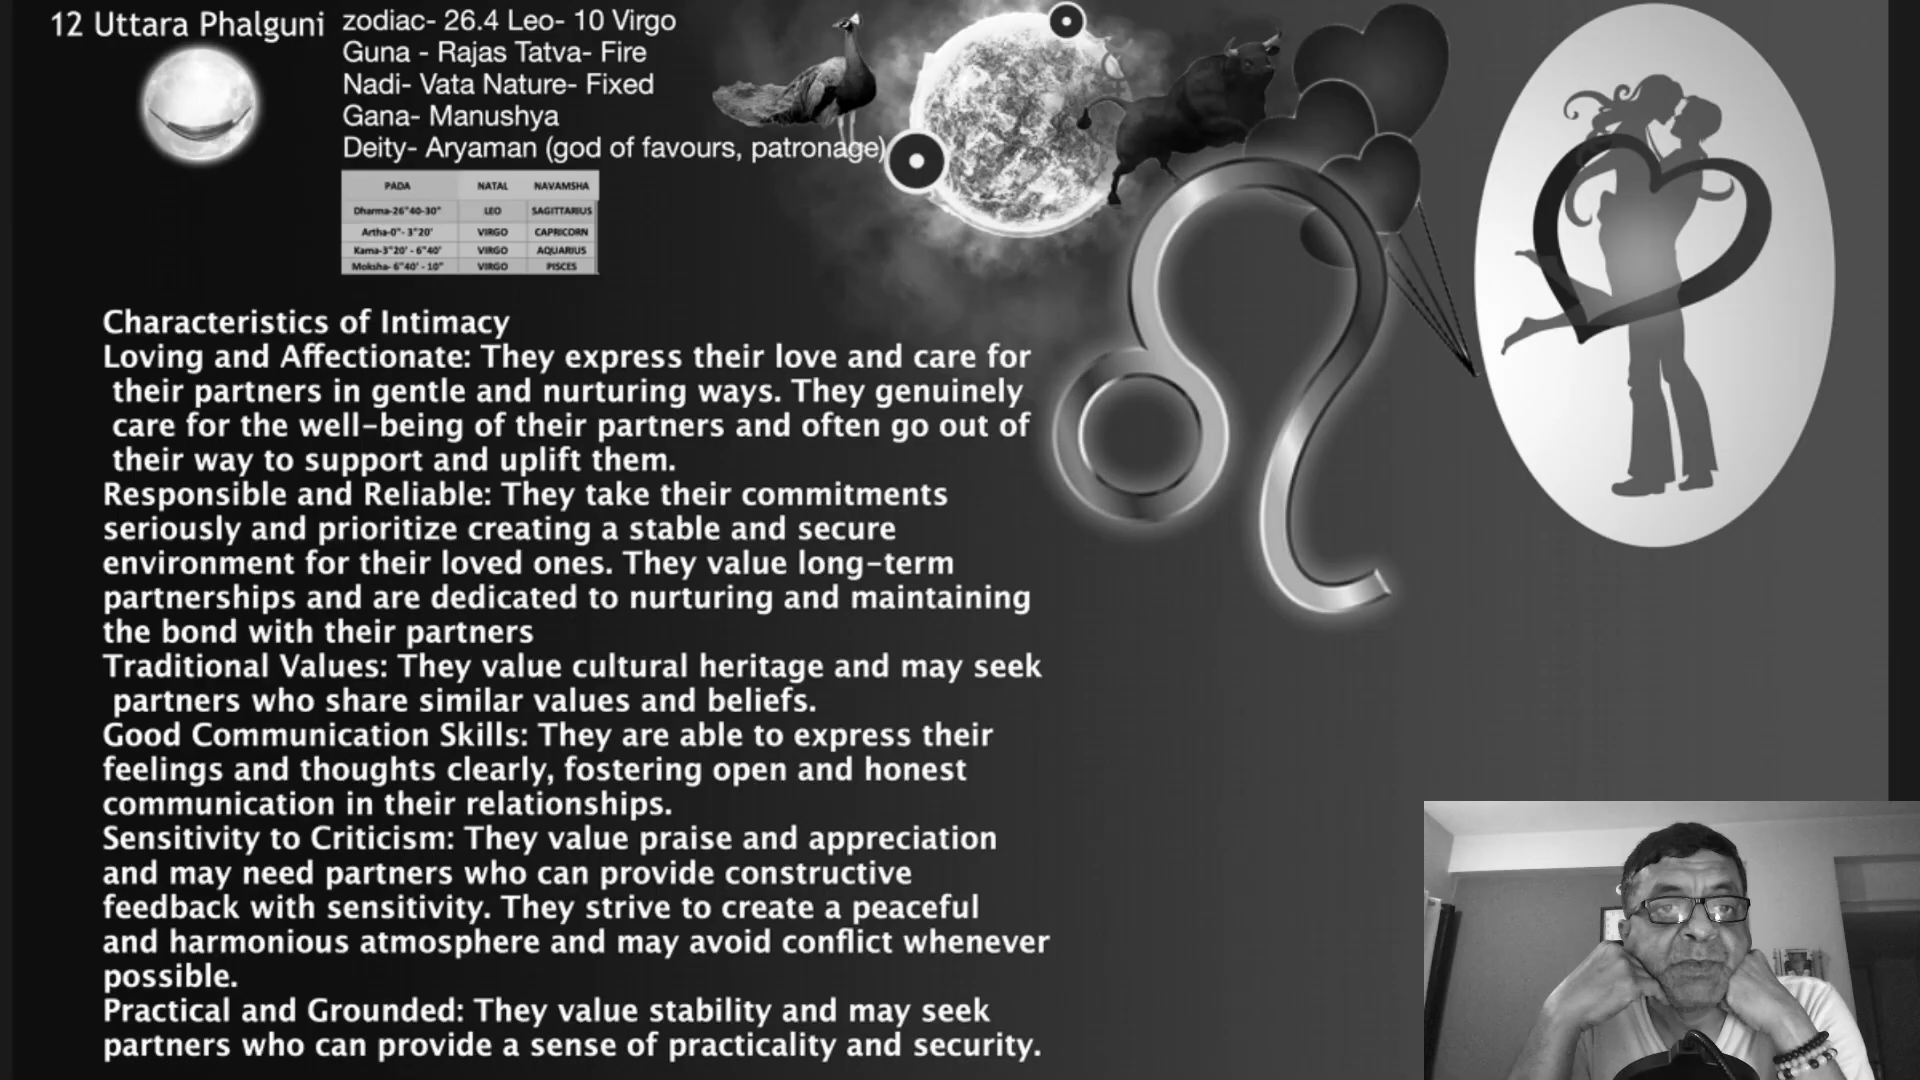 12 Uttara Phalguni
zodiac- 26.4 Leo- 10 Virgo
Guna - Rajas Tatva- Fire
Nadi- Vata Nature- Fixed
Gana- Manushya
Deity- Aryaman (god of favours, patronage)
PADA NATAL NAVAMSHA
Dharma-26°40-30° LEO SAGITTARIUS
Artha-0°- 3°20' VIRGO CAPRICORN
Kama-3°20' - 6°40' VIRGO AQUARIUS
Moksha- 6°40' - 10° VIRGO PISCES
Characteristics of Intimacy
Loving and Affectionate: They express their love and care for
their partners in gentle and nurturing ways. They genuinely
care for the well-being of their partners and often go out of
their way to support and uplift them.
Responsible and Reliable: They take their commitments
seriously and prioritize creating a stable and secure
environment for their loved ones. They value long-term
partnerships and are dedicated to nurturing and maintaining
the bond with their partners
Traditional Values: They value cultural heritage and may seek
partners who share similar values and beliefs.
Good Communication Skills: They are able to express their
feelings and thoughts clearly, fostering open and honest
communication in their relationships.
Sensitivity to Criticism: They value praise and appreciation
and may need partners who can provide constructive
feedback with sensitivity. They strive to create a peaceful
and harmonious atmosphere and may avoid conflict whenever
possible.
Practical and Grounded: They value stability and may seek
partners who can provide a sense of practicality and security.